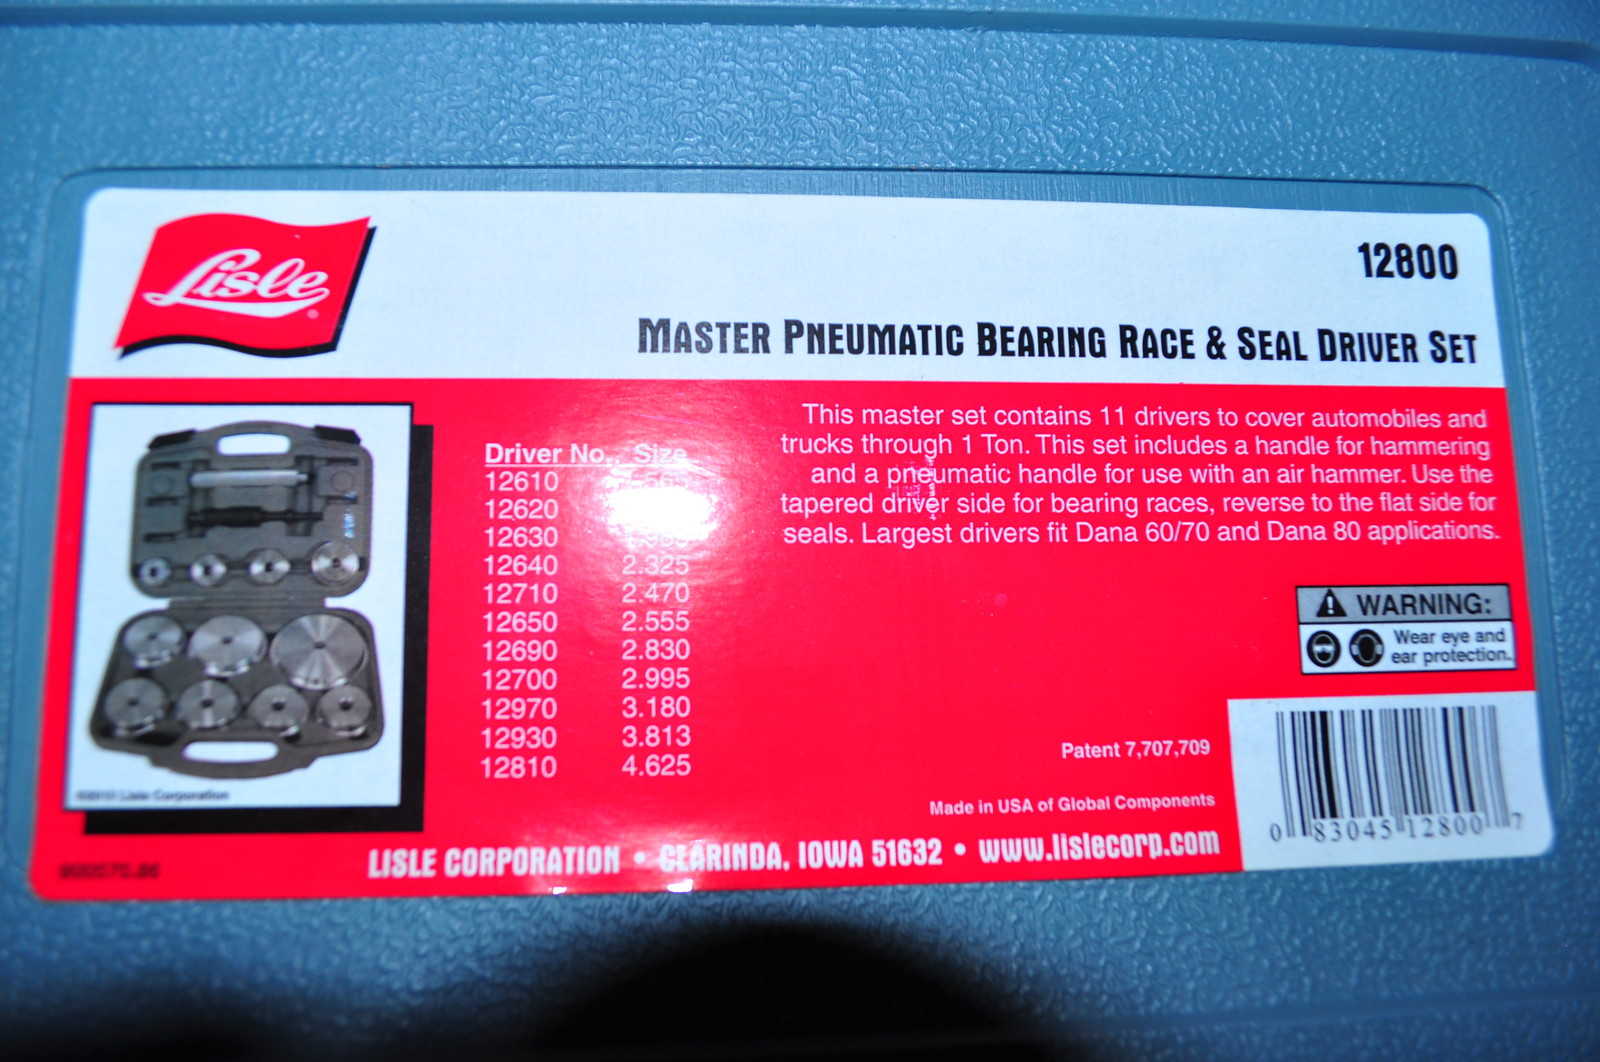 Lisle
12800
MASTER PNEUMATIC BEARING RACE & SEAL DRIVER SET
This master set contains 11 drivers to cover automobiles and
trucks through 1 Ton. This set includes a handle for hammering
and a pneumatic handle for use with an air hammer. Use the
tapered driver side for bearing races, reverse to the flat side for
seals. Largest drivers fit Dana 60/70 and Dana 80 applications.
Driver No. Size
12610
12620
12630
12640 2.325
12710 2.470
12650 2.555
12690 2.830
12700 2.995
12970 3.180
12930 3.813
12810 4.625
WARNING:
Wear eye and
ear protection.
Patent 7,707,709
Made in USA of Global Components
©2010 Lisle Corporation
LISLE CORPORATION • CLARINDA, IOWA 51632 • www.lislecorp.com
0 83045 12800 7